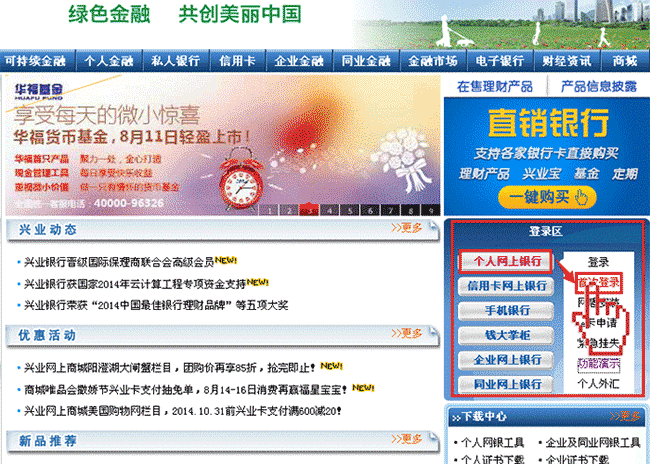 绿色金融 共创美丽中国
可持续金融 个人金融 私人银行 信用卡 企业金融 同业金融 金融市场 电子银行 财经资讯 商城
华福基金
HUAFU FUND
享受每天的微小惊喜
华福货币基金，8月11日轻盈上市！
华福首只产品 聚力一处，全心打造
现金管理工具 每日享受快乐收益
重视微小价值 做一只有情怀的货币基金
全国统一客服电话：40000-96326
1 2 3 4 5 6 7 8 9
在售理财产品 产品信息披露
直销银行
支持各家银行卡直接购买
理财产品 兴业宝 基金 定期
一键购买
兴业动态 >>更多
兴业银行晋级国际保理商联合会高级会员NEW!
兴业银行获国家2014年云计算工程专项资金支持NEW!
兴业银行荣获“2014中国最佳银行理财品牌”等五项大奖
优惠活动 >>更多
兴业网上商城阳澄湖大闸蟹栏目，团购价再享85折，抢完即止！NEW!
商城唯品会撒娇节兴业卡支付抽免单，8月14-16日消费再赢福星宝宝！NEW!
兴业网上商城美国购物网栏目，2014.10.31前兴业卡支付满600减20！
新品推荐 >>更多
登录区
个人网上银行
信用卡网上银行
手机银行
钱大掌柜
企业网上银行
同业网上银行
登录
首次登录
卡申请
急挂失
功能演示
个人外汇
下载中心 >>更多
个人网银工具 企业及同业网银工具
个人证书下载 企业证书下载